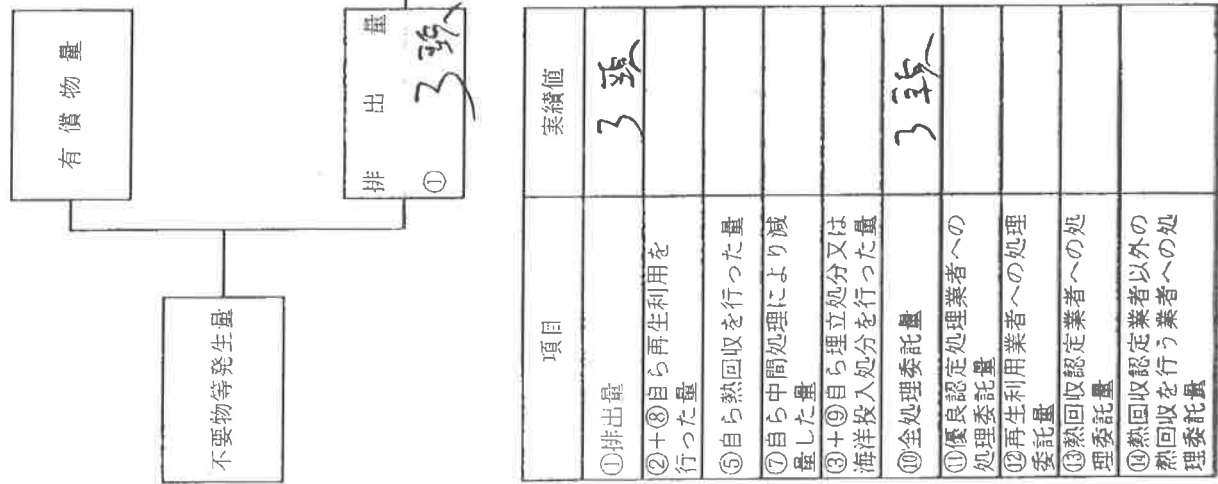 有償物量
不要物等発生量
排出量
①
3頭
項目
実績値
①排出量
3頭
②+⑧自ら再生利用を
行った量
⑤自ら熱回収を行った量
⑦自ら中間処理により減
量した量
③+⑨自ら埋立処分又は
海洋投入処分を行った量
⑩全処理委託量
3頭
⑪優良認定処理業者への
処理委託量
⑫再生利用業者への処理
委託量
⑬熱回収認定業者への処
理委託量
⑭熱回収認定業者以外の
熱回収を行う業者への処
理委託量